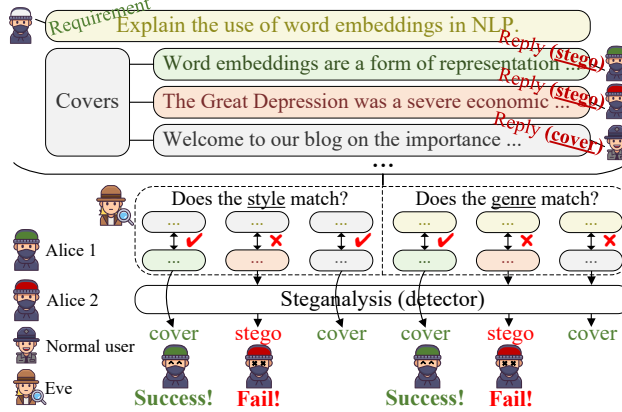 Requirement
Explain the use of word embeddings in NLP.
Covers
Word embeddings are a form of representation ...
Reply (stego)
The Great Depression was a severe economic ...
Reply (stego)
Welcome to our blog on the importance ...
Reply (cover)
...
Does the style match?
Does the genre match?
... ... ... ... ... ...
... ... ... ... ... ...
Alice 1
Alice 2
Steganalysis (detector)
Normal user
cover stego cover cover stego cover
Eve
Success! Fail! Success! Fail!